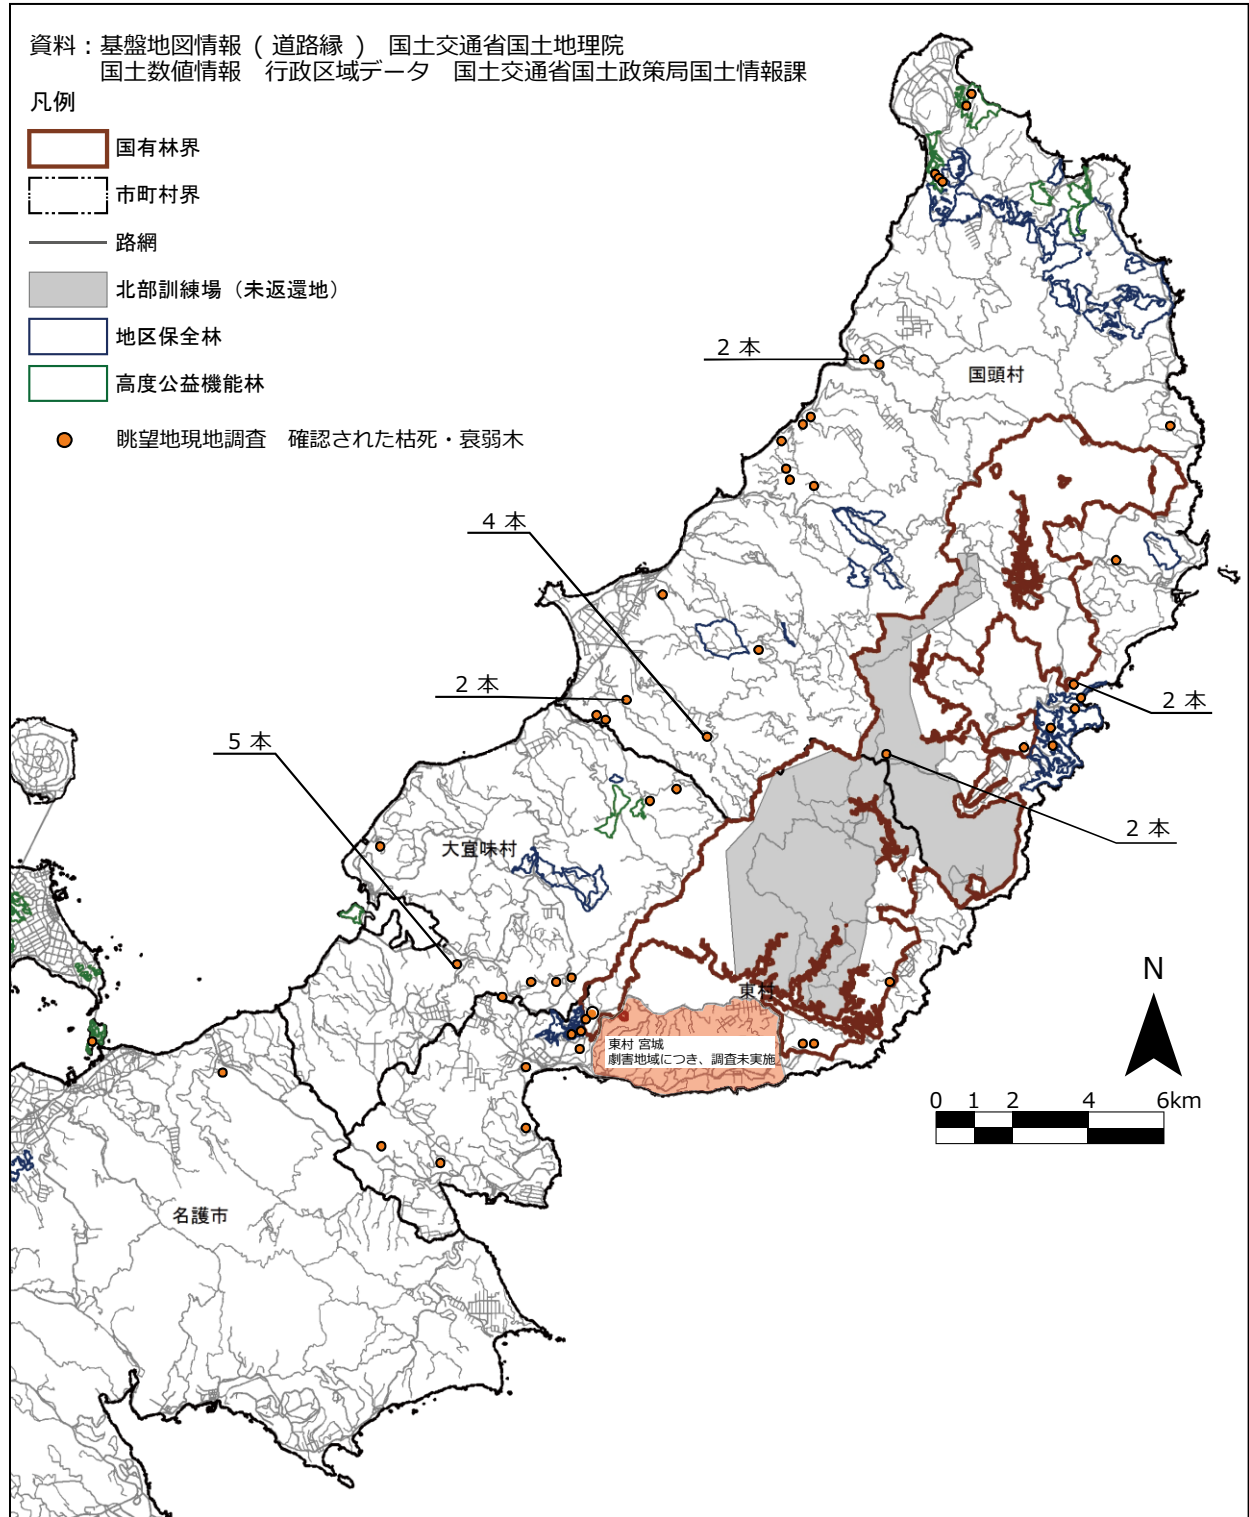 資料：基盤地図情報（道路縁） 国土交通省国土地理院
国土数値情報 行政区域データ 国土交通省国土政策局国土情報課
凡例
国有林界
市町村界
路網
北部訓練場（未返還地）
地区保全林
高度公益機能林
眺望地現地調査 確認された枯死・衰弱木
2 本
国頭村
4 本
2 本
2 本
5 本
2 本
大宜味村
東村
東村 宮城
劇害地域につき、調査未実施
N
0 1 2 4 6km
名護市